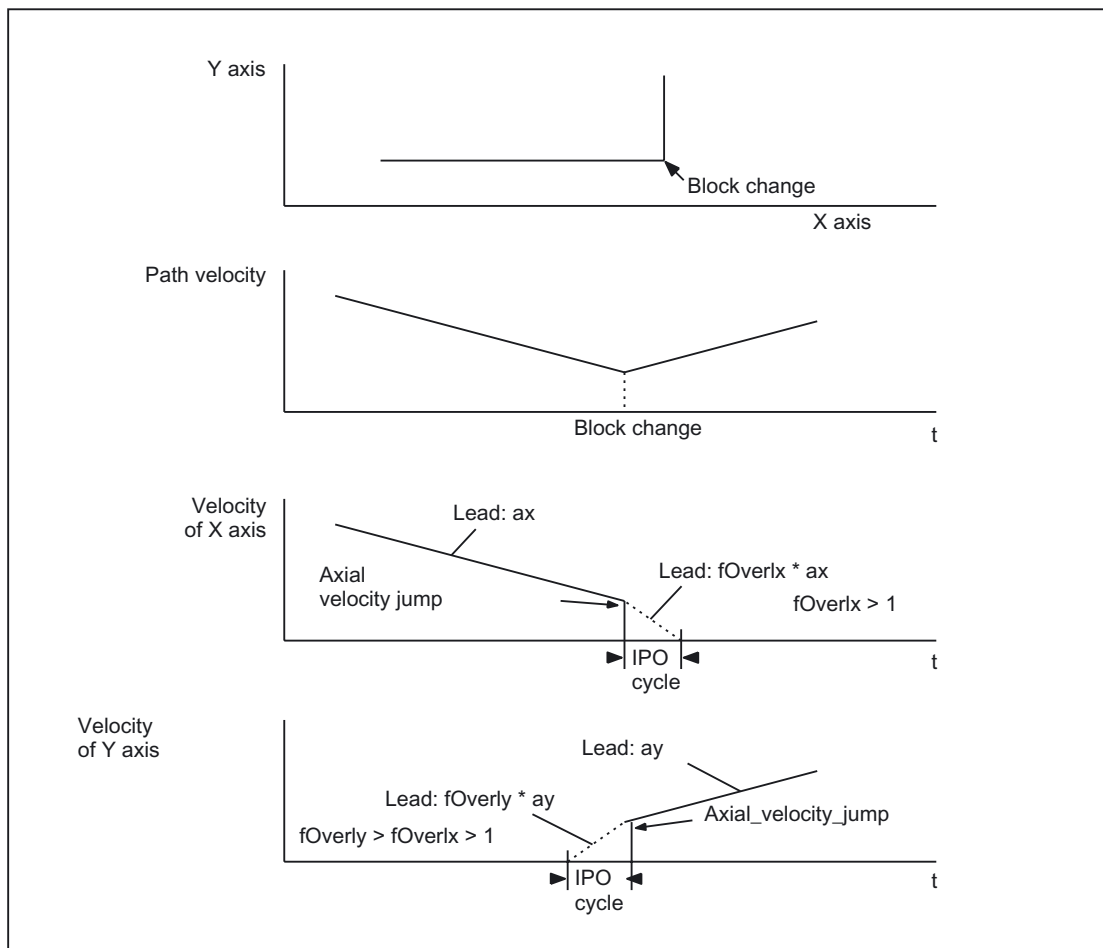 Y axis
Block change
X axis
Path velocity
Block change
t
Velocity
of X axis
Lead: ax
Axial
velocity jump
Lead: fOverlx * ax
fOverlx > 1
IPO
cycle
t
Velocity
of Y axis
Lead: ay
Lead: fOverly * ay
Axial_velocity_jump
fOverly > fOverlx > 1
IPO
cycle
t